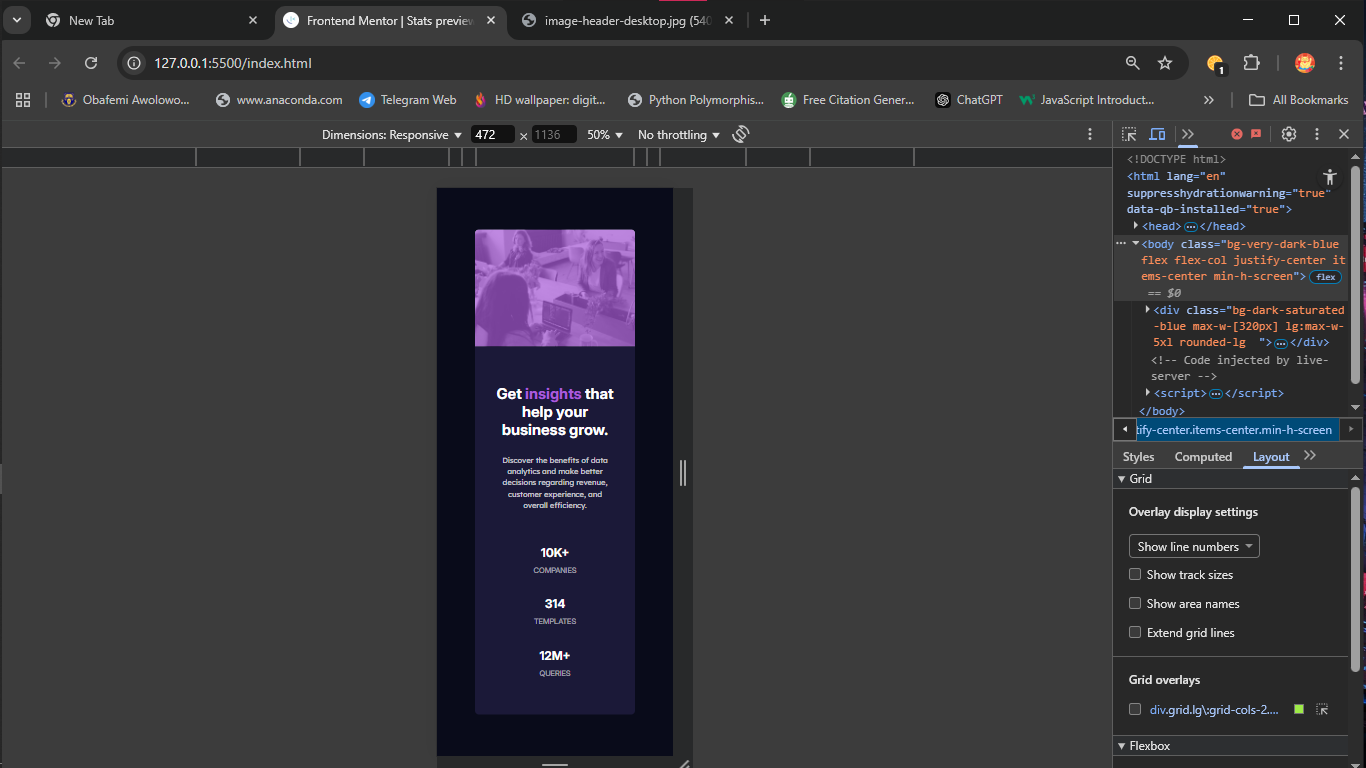 New Tab
Frontend Mentor | Stats preview
image-header-desktop.jpg (540
127.0.0.1:5500/index.html
1
Obafemi Awolowo...
www.anaconda.com
Telegram Web
HD wallpaper: digit...
Python Polymorphis...
Free Citation Gener...
ChatGPT
JavaScript Introduct...
All Bookmarks
Dimensions: Responsive
472
×
1136
50%
No throttling
Get insights that
help your
business grow.
Discover the benefits of data
analytics and make better
decisions regarding revenue,
customer experience, and
overall efficiency.
10K+
COMPANIES
314
TEMPLATES
12M+
QUERIES
<!DOCTYPE html>
<html lang="en"
suppresshydrationwarning="true"
data-qb-installed="true">
<head>…</head>
<body class="bg-very-dark-blue
flex flex-col justify-center it
ems-center min-h-screen"> flex
== $0
<div class="bg-dark-saturated
-blue max-w-[320px] lg:max-w-
5xl rounded-lg  ">…</div>
<!-- Code injected by live-
server -->
<script>…</script>
</body>
tify-center.items-center.min-h-screen
Styles
Computed
Layout
Grid
Overlay display settings
Show line numbers
Show track sizes
Show area names
Extend grid lines
Grid overlays
div.grid.lg\:grid-cols-2....
Flexbox